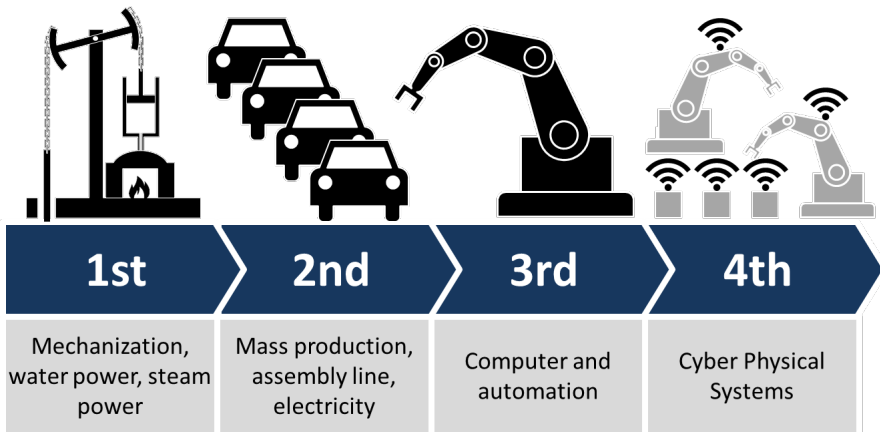 1st
2nd
3rd
4th
Mechanization,
water power, steam
power
Mass production,
assembly line,
electricity
Computer and
automation
Cyber Physical
Systems